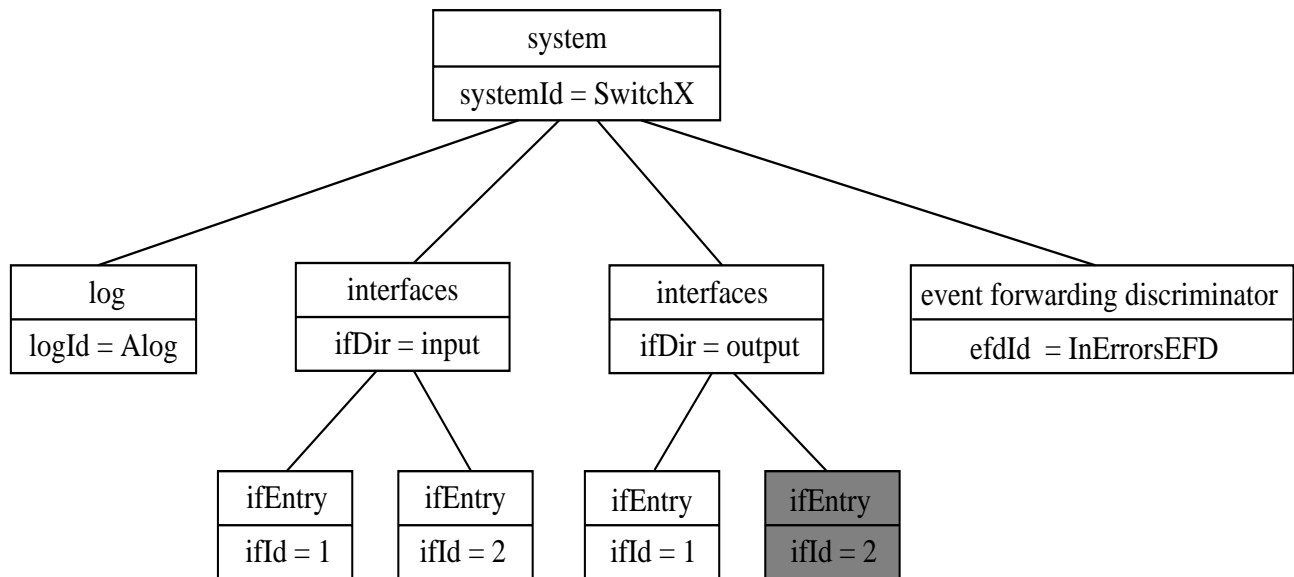 system
systemId = SwitchX
log
logId = Alog
interfaces
ifDir = input
interfaces
ifDir = output
event forwarding discriminator
efdId = InErrorsEFD
ifEntry
ifId = 1
ifEntry
ifId = 2
ifEntry
ifId = 1
ifEntry
ifId = 2